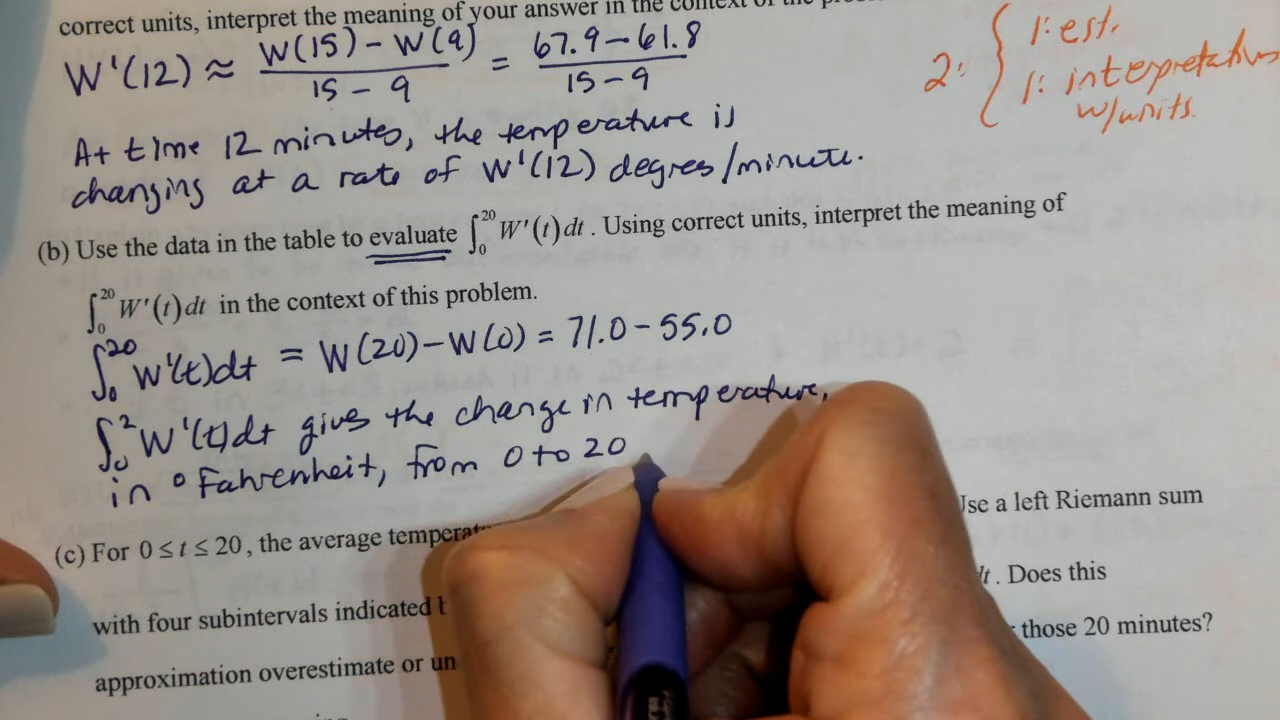 correct units, interpret the meaning of your answer in the context of the
W'(12) ≈ W(15) - W(9) / 15 - 9 = 67.9 - 61.8 / 15 - 9
2: { 1: est.
1: interpretation
w/units.
At time 12 minutes, the temperature is
changing at a rate of W'(12) degrees/minute.
(b) Use the data in the table to evaluate ∫₀²⁰ W'(t) dt. Using correct units, interpret the meaning of
∫₀²⁰ W'(t) dt in the context of this problem.
∫₀²⁰ W'(t)dt = W(20) - W(0) = 71.0 - 55.0
∫₀² W'(t)dt gives the change in temperature,
in ° Fahrenheit, from 0 to 20
(c) For 0 ≤ t ≤ 20, the average Use a left Riemann sum
with four subintervals indicated dt. Does this
approximation overestimate or those 20 minutes?